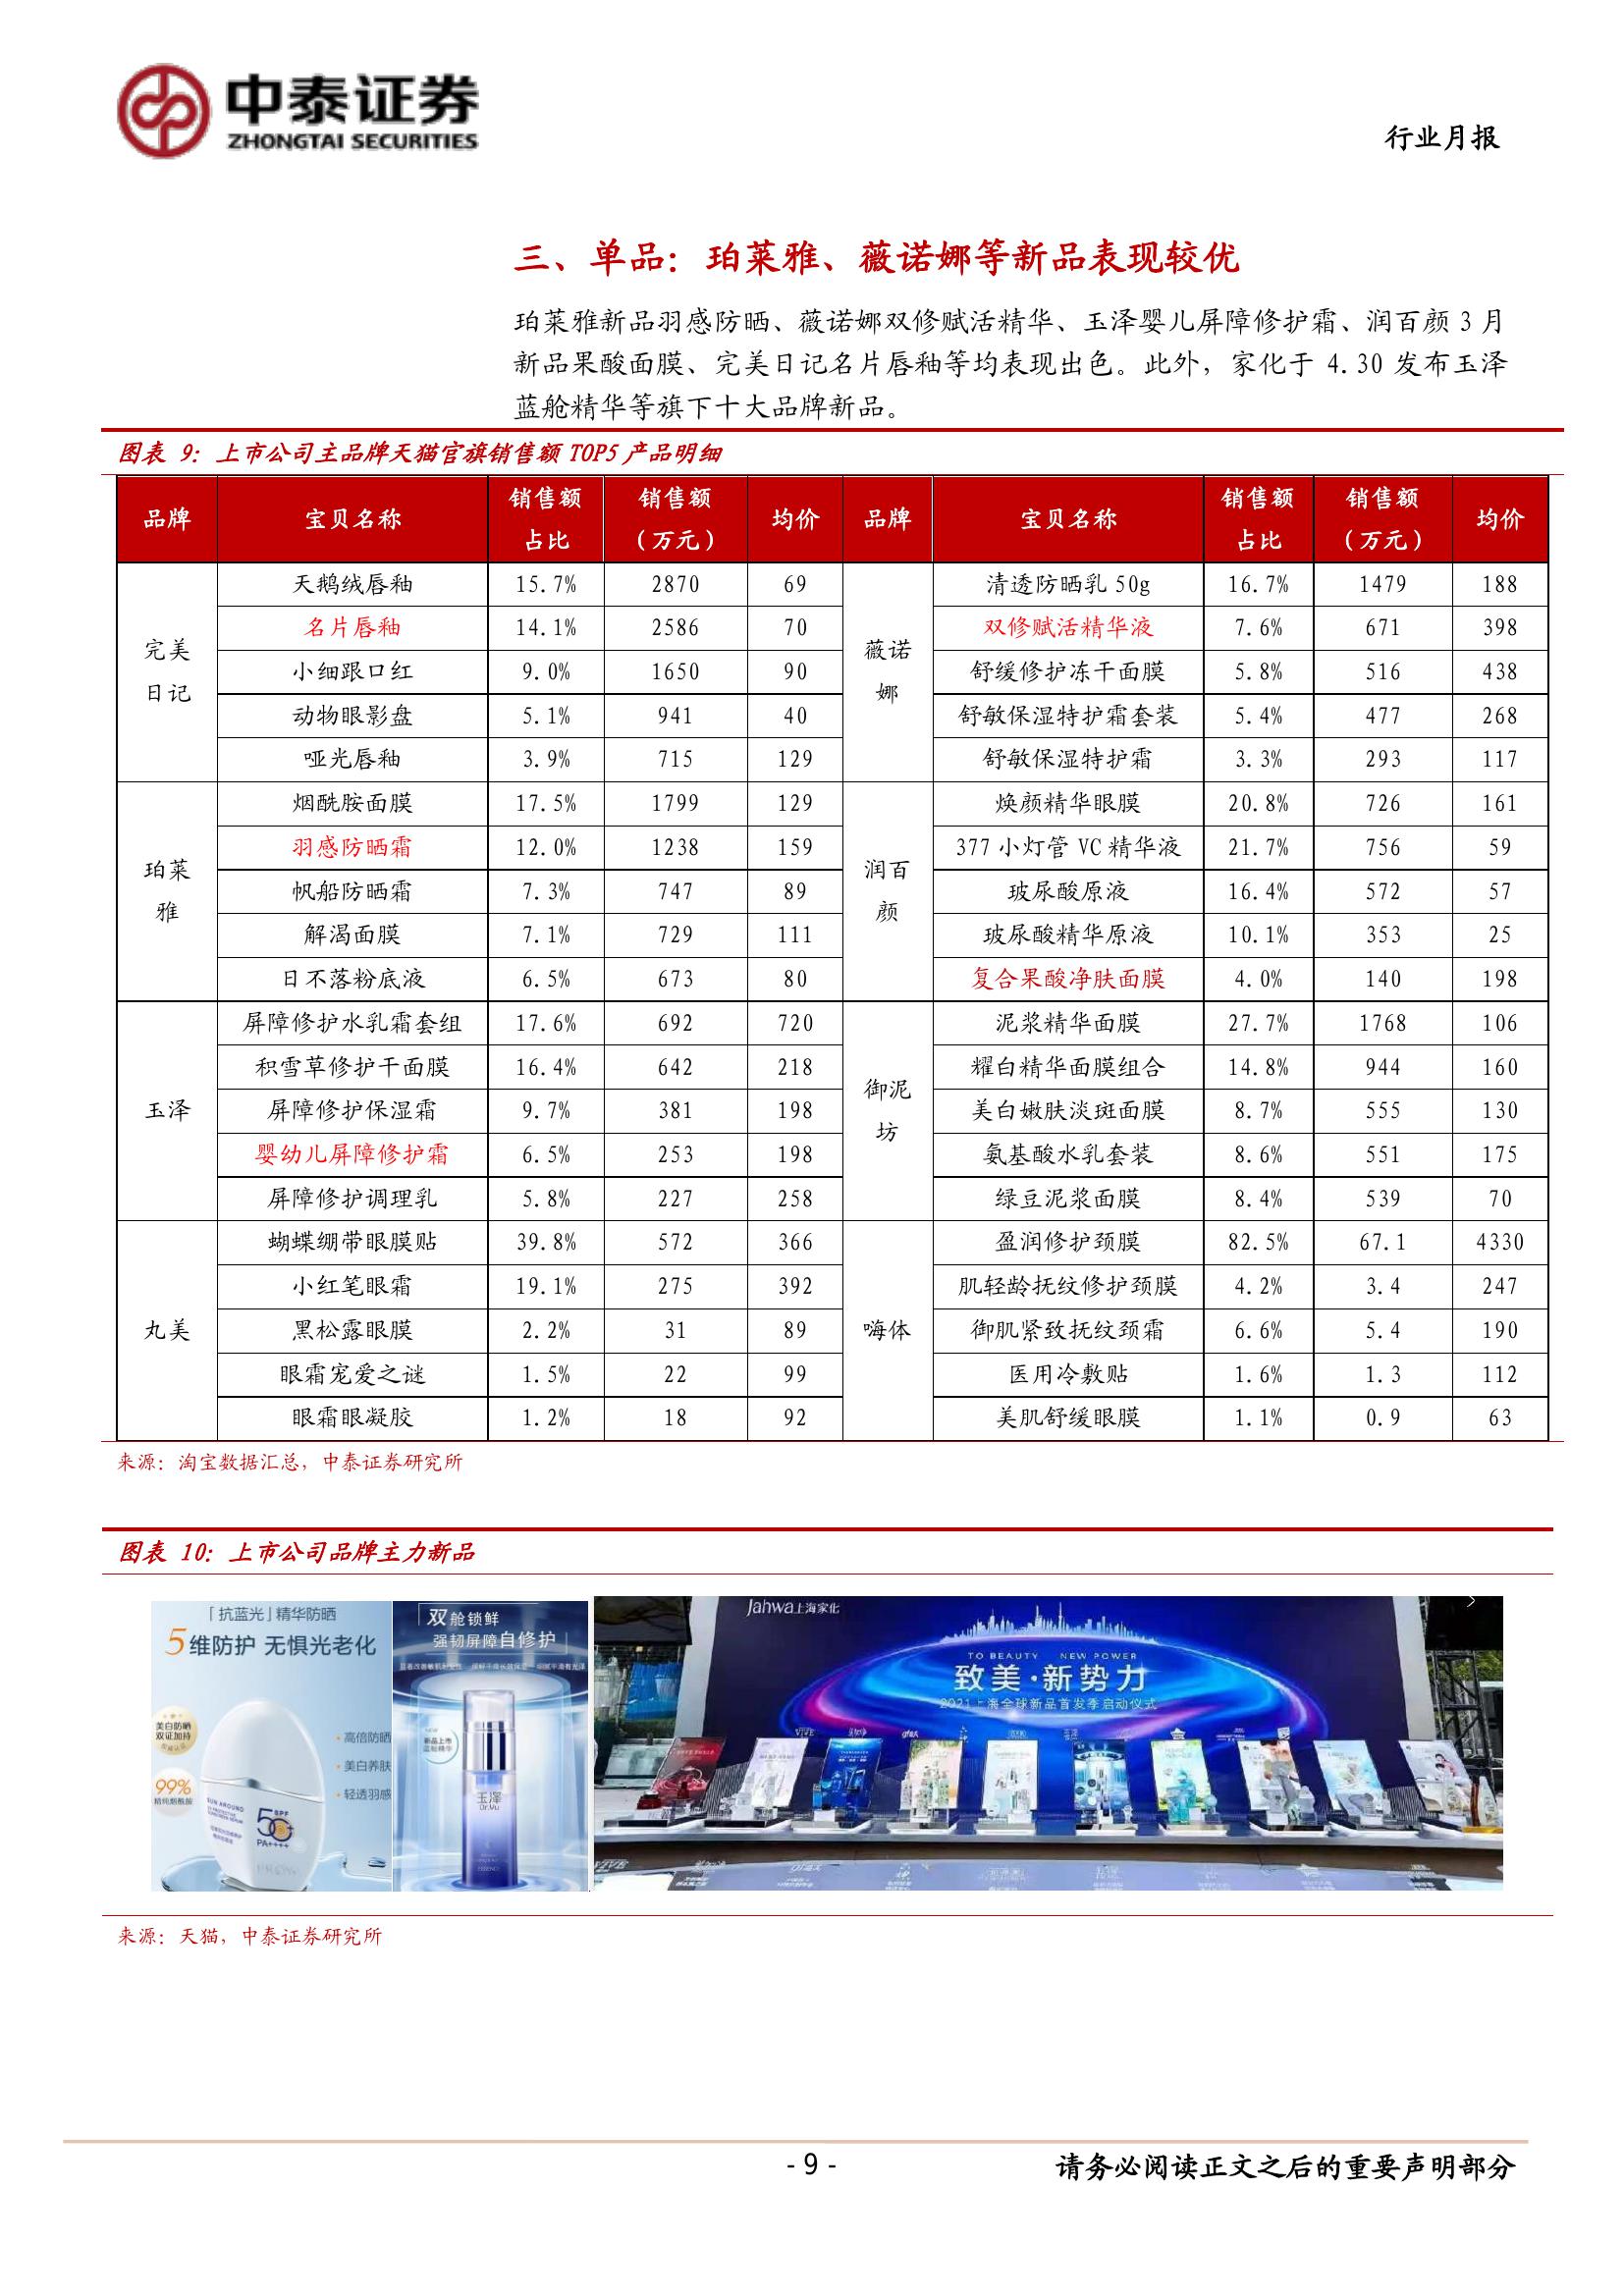 中泰证券
ZHONGTAI SECURITIES
行业月报
三、单品：珀莱雅、薇诺娜等新品表现较优
珀莱雅新品羽感防晒、薇诺娜双修赋活精华、玉泽婴儿屏障修护霜、润百颜 3 月
新品果酸面膜、完美日记名片唇釉等均表现出色。此外，家化于 4.30 发布玉泽
蓝舱精华等旗下十大品牌新品。
图表 9：上市公司主品牌天猫官旗销售额 TOP5 产品明细
品牌 宝贝名称 销售额占比 销售额（万元） 均价 品牌 宝贝名称 销售额占比 销售额（万元） 均价
完美日记 天鹅绒唇釉 15.7% 2870 69 薇诺娜 清透防晒乳 50g 16.7% 1479 188
名片唇釉 14.1% 2586 70 双修赋活精华液 7.6% 671 398
小细跟口红 9.0% 1650 90 舒缓修护冻干面膜 5.8% 516 438
动物眼影盘 5.1% 941 40 舒敏保湿特护霜套装 5.4% 477 268
哑光唇釉 3.9% 715 129 舒敏保湿特护霜 3.3% 293 117
珀莱雅 烟酰胺面膜 17.5% 1799 129 润百颜 焕颜精华眼膜 20.8% 726 161
羽感防晒霜 12.0% 1238 159 377 小灯管 VC 精华液 21.7% 756 59
帆船防晒霜 7.3% 747 89 玻尿酸原液 16.4% 572 57
解渴面膜 7.1% 729 111 玻尿酸精华原液 10.1% 353 25
日不落粉底液 6.5% 673 80 复合果酸净肤面膜 4.0% 140 198
玉泽 屏障修护水乳霜套组 17.6% 692 720 御泥坊 泥浆精华面膜 27.7% 1768 106
积雪草修护干面膜 16.4% 642 218 耀白精华面膜组合 14.8% 944 160
屏障修护保湿霜 9.7% 381 198 美白嫩肤淡斑面膜 8.7% 555 130
婴幼儿屏障修护霜 6.5% 253 198 氨基酸水乳套装 8.6% 551 175
屏障修护调理乳 5.8% 227 258 绿豆泥浆面膜 8.4% 539 70
丸美 蝴蝶绷带眼膜贴 39.8% 572 366 嗨体 盈润修护颈膜 82.5% 67.1 4330
小红笔眼霜 19.1% 275 392 肌轻龄抚纹修护颈膜 4.2% 3.4 247
黑松露眼膜 2.2% 31 89 御肌紧致抚纹颈霜 6.6% 5.4 190
眼霜宠爱之谜 1.5% 22 99 医用冷敷贴 1.6% 1.3 112
眼霜眼凝胶 1.2% 18 92 美肌舒缓眼膜 1.1% 0.9 63
来源：淘宝数据汇总，中泰证券研究所
图表 10：上市公司品牌主力新品
「抗蓝光」精华防晒
5维防护 无惧光老化
美白防晒
双证加持
99%
·高倍防晒
·美白养肤
·轻透羽感
SPF
50+
PA++++
双舱锁鲜
强韧屏障自修护
新品上市
玉泽
Dr.Yu
Jahwa上海家化
TO BEAUTY NEW POWER
致美·新势力
2021上海全球新品首发季启动仪式
来源：天猫，中泰证券研究所
- 9 -
请务必阅读正文之后的重要声明部分